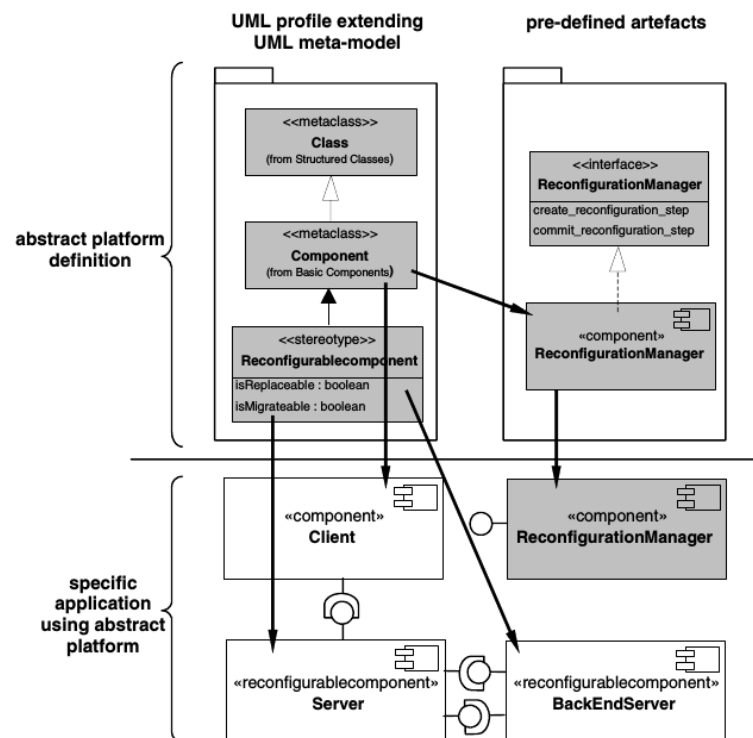 UML profile extending
UML meta-model
pre-defined artefacts
abstract platform
definition
<<metaclass>>
Class
(from Structured Classes)
<<metaclass>>
Component
(from Basic Components)
<<stereotype>>
Reconfigurablecomponent
isReplaceable : boolean
isMigrateable : boolean
<<interface>>
ReconfigurationManager
create_reconfiguration_step
commit_reconfiguration_step
«component»
ReconfigurationManager
specific
application
using abstract
platform
«component»
Client
«component»
ReconfigurationManager
«reconfigurablecomponent»
Server
«reconfigurablecomponent»
BackEndServer